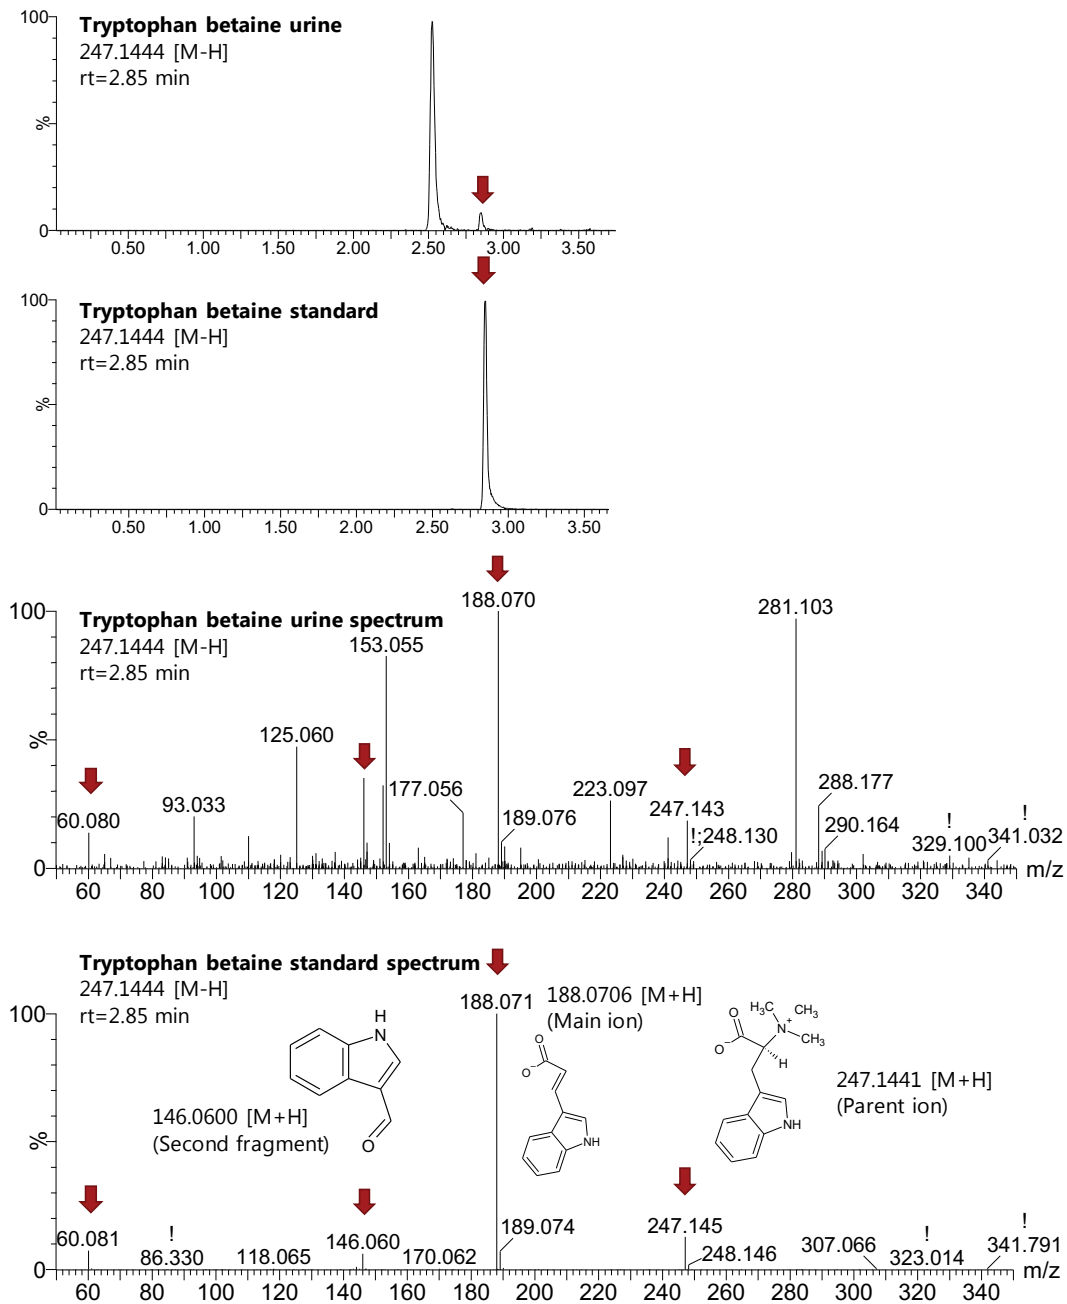 Tryptophan betaine urine
247.1444 [M-H]
rt=2.85 min
100
%
0
0.50 1.00 1.50 2.00 2.50 3.00 3.50
Tryptophan betaine standard
247.1444 [M-H]
rt=2.85 min
100
%
0
0.50 1.00 1.50 2.00 2.50 3.00 3.50
Tryptophan betaine urine spectrum
247.1444 [M-H]
rt=2.85 min
100
%
0
60.080
93.033
125.060
153.055
177.056
188.070
189.076
223.097
247.143
!;248.130
281.103
288.177
290.164
!
329.100
!
341.032
60 80 100 120 140 160 180 200 220 240 260 280 300 320 340
m/z
Tryptophan betaine standard spectrum
247.1444 [M-H]
rt=2.85 min
100
%
0
H
N
O
146.0600 [M+H]
(Second fragment)
188.071
188.0706 [M+H]
(Main ion)
O
O-
NH
H3C CH3
O N+
CH3
O-
H
NH
247.1441 [M+H]
(Parent ion)
60.081
!
86.330
118.065
146.060
170.062
189.074
247.145
248.146
307.066
!
323.014
!
341.791
60 80 100 120 140 160 180 200 220 240 260 280 300 320 340
m/z